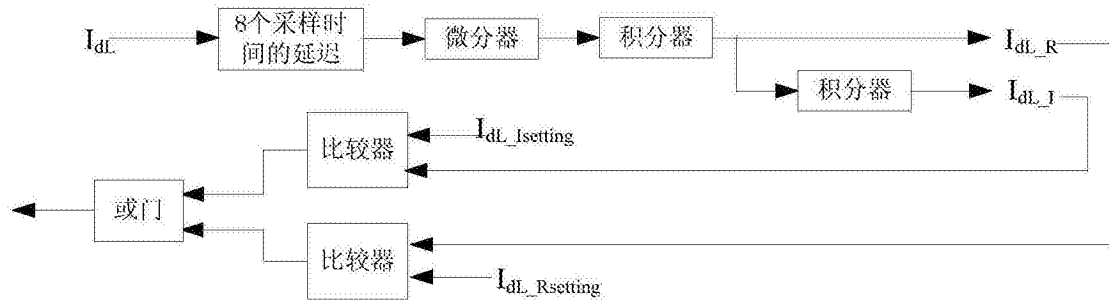 I_dL
8个采样时
间的延迟
微分器
积分器
I_dL_R
积分器
I_dL_I
比较器
I_dL_Isetting
或门
比较器
I_dL_Rsetting